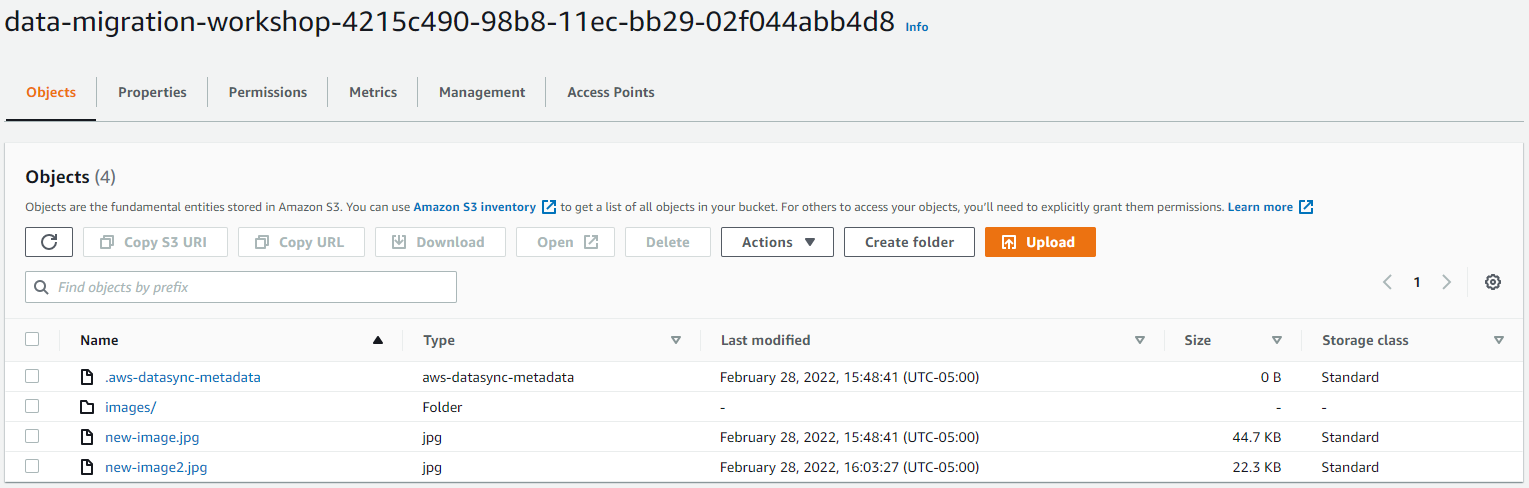 data-migration-workshop-4215c490-98b8-11ec-bb29-02f044abb4d8 Info
Objects Properties Permissions Metrics Management Access Points
Objects (4)
Objects are the fundamental entities stored in Amazon S3. You can use Amazon S3 inventory to get a list of all objects in your bucket. For others to access your objects, you'll need to explicitly grant them permissions. Learn more
Copy S3 URI Copy URL Download Open Delete Actions Create folder Upload
Find objects by prefix 1
Name Type Last modified Size Storage class
.aws-datasync-metadata aws-datasync-metadata February 28, 2022, 15:48:41 (UTC-05:00) 0 B Standard
images/ Folder - - -
new-image.jpg jpg February 28, 2022, 15:48:41 (UTC-05:00) 44.7 KB Standard
new-image2.jpg jpg February 28, 2022, 16:03:27 (UTC-05:00) 22.3 KB Standard